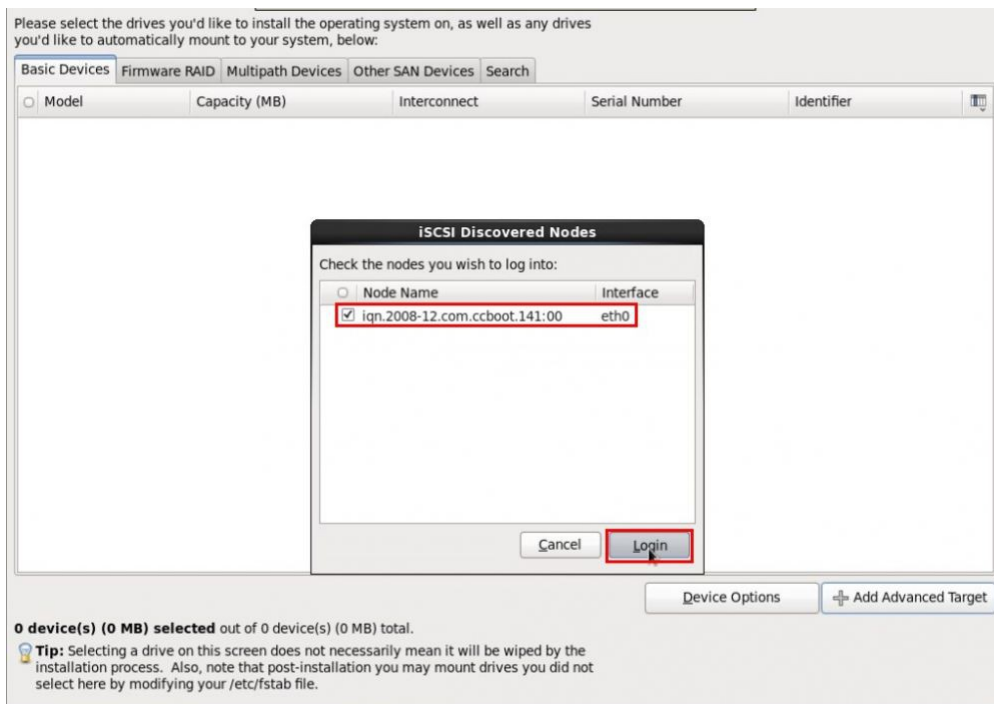 Please select the drives you'd like to install the operating system on, as well as any drives
you'd like to automatically mount to your system, below:
Basic Devices Firmware RAID Multipath Devices Other SAN Devices Search
Model Capacity (MB) Interconnect Serial Number Identifier
iSCSI Discovered Nodes
Check the nodes you wish to log into:
Node Name Interface
iqn.2008-12.com.ccboot.141:00 eth0
Cancel Login
Device Options Add Advanced Target
0 device(s) (0 MB) selected out of 0 device(s) (0 MB) total.
Tip: Selecting a drive on this screen does not necessarily mean it will be wiped by the
installation process. Also, note that post-installation you may mount drives you did not
select here by modifying your /etc/fstab file.